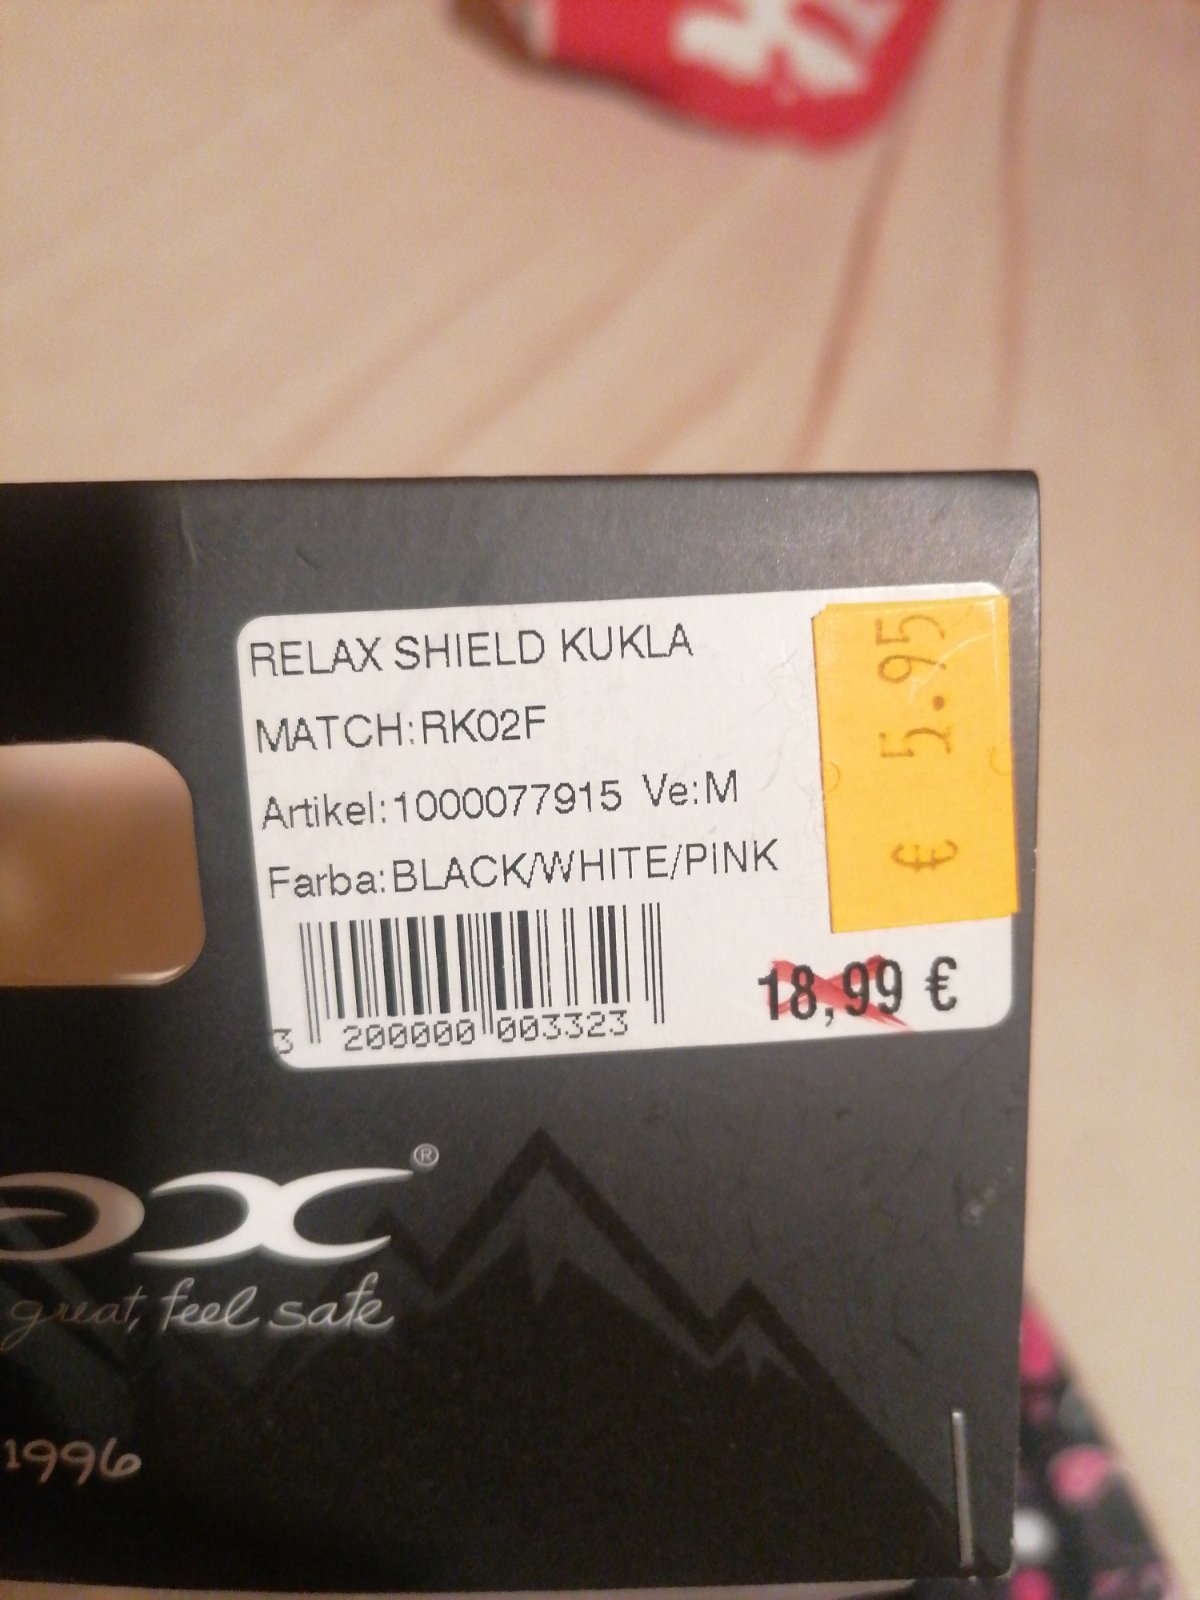 RELAX SHIELD KUKLA
MATCH:RK02F
Artikel:1000077915 Ve:M
Farba:BLACK/WHITE/PINK
€ 5.95
18,99 €
3 200000 003323
®
great, feel safe
1996